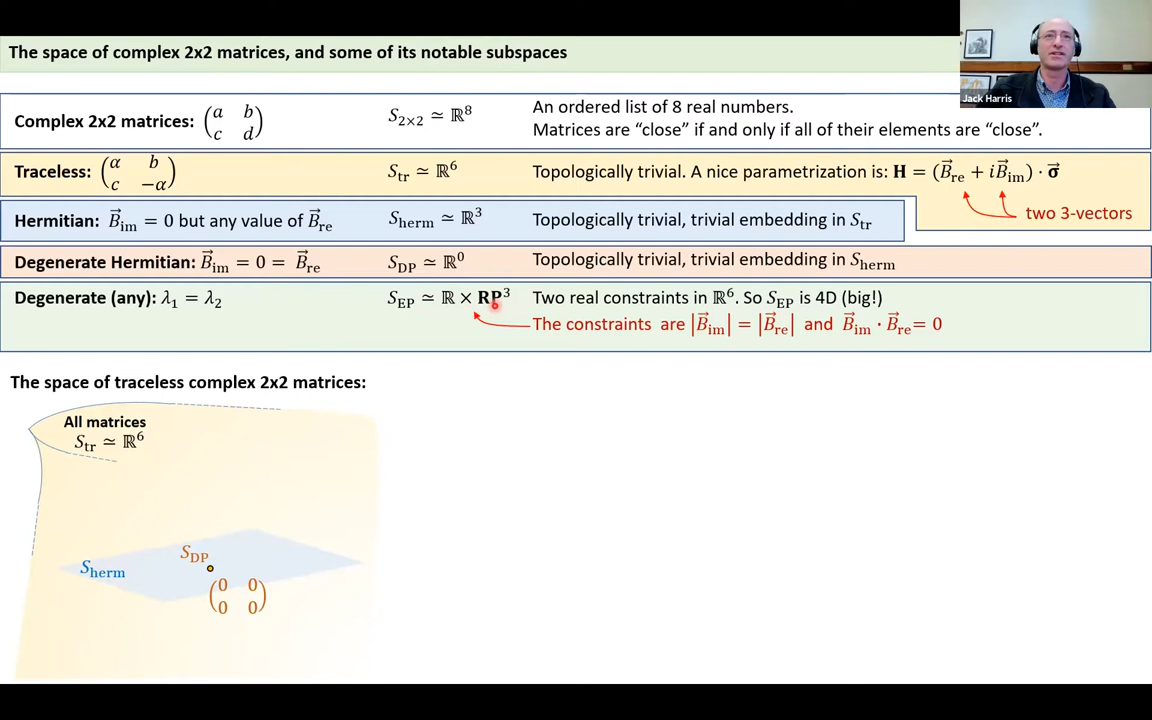 The space of complex 2x2 matrices, and some of its notable subspaces
Jack Harris
Complex 2x2 matrices: (a b
c d)
S₂ₓ₂ ≃ ℝ⁸
An ordered list of 8 real numbers.
Matrices are “close” if and only if all of their elements are “close”.
Traceless: (α b
c −α)
S_tr ≃ ℝ⁶
Topologically trivial. A nice parametrization is: H = (B⃗_re + iB⃗_im) · σ⃗
two 3-vectors
Hermitian: B⃗_im = 0 but any value of B⃗_re
S_herm ≃ ℝ³
Topologically trivial, trivial embedding in S_tr
Degenerate Hermitian: B⃗_im = 0 = B⃗_re
S_DP ≃ ℝ⁰
Topologically trivial, trivial embedding in S_herm
Degenerate (any): λ₁ = λ₂
S_EP ≃ ℝ × RP³
Two real constraints in ℝ⁶. So S_EP is 4D (big!)
The constraints are |B⃗_im| = |B⃗_re| and B⃗_im · B⃗_re = 0
The space of traceless complex 2x2 matrices:
All matrices
S_tr ≃ ℝ⁶
S_DP
S_herm
(0 0
0 0)